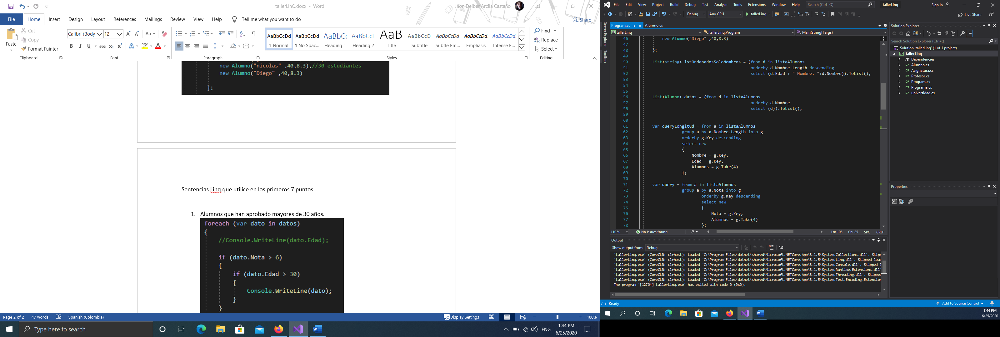 tallerLinQ.docx - Word
Jhon Deiber Arcila Castaño
File Home Insert Design Layout References Mailings Review View Help Tell me what you want to do
Share
Paste
Cut
Copy
Format Painter
Clipboard
Calibri (Body 12
Font
Paragraph
AaBbCcDd AaBbCcDd AaBbCc AaBbCcE AaB AaBbCcD AaBbCcDd AaBbCcDd AaBbCcDd
¶ Normal ¶ No Spac... Heading 1 Heading 2 Title Subtitle Subtle Em... Emphasis Intense E...
Styles
Find
Replace
Select
Editing
new Alumno("nicolas" ,40,8.3),//30 estudiantes
new Alumno("Diego" ,40,8.3)
};
Sentencias Linq que utilice en los primeros 7 puntos
1. Alumnos que han aprobado mayores de 30 años.
foreach (var dato in datos)
{
//Console.WriteLine(dato.Edad);
if (dato.Nota > 6)
{
if (dato.Edad > 30)
{
Console.WriteLine(dato);
}
}
Page 2 of 2 47 words Spanish (Colombia)
Display Settings
100%
Type here to search
ENG
1:44 PM
6/25/2020
File Edit View Project Build Debug Test Analyze Tools Extensions Window Help Search (Ctrl+Q) tallerLinq Sign in
Debug Any CPU tallerLinq
Live Share
Server Explorer
Toolbox
Program.cs Alumno.cs
tallerLinq tallerLinq.Program Main(string[] args)
46 new Alumno("Diego" ,40,8.3)
47
48 };
49
50 List<string> lstOrdenadosSoloNombres = (from d in listaAlumnos
51 orderby d.Nombre.Length descending
52 select (d.Edad + " Nombre: "+d.Nombre)).ToList();
53
54
55
56 List<Alumno> datos = (from d in listaAlumnos
57 orderby d.Nombre
58 select (d)).ToList();
59
60
61 var queryLongitud = from a in listaAlumnos
62 group a by a.Nombre.Length into g
63 orderby g.Key descending
64 select new
65 {
66 Nombre = g.Key,
67 Edad = g.Key,
68 Alumnos = g.Take(4)
69 };
70
71 var query = from a in listaAlumnos
72 group a by a.Nota into g
73 orderby g.Key descending
74 select new
75 {
76 Nota = g.Key,
77 Alumnos = g.Take(4)
78 };
110 % No issues found Ln: 103 Ch: 25 SPC CRLF
Output
Show output from: Debug
'tallerLinq.exe' (CoreCLR: clrhost): Loaded 'C:\Program Files\dotnet\shared\Microsoft.NETCore.App\3.1.5\System.Collections.dll'. Skipp
'tallerLinq.exe' (CoreCLR: clrhost): Loaded 'C:\Program Files\dotnet\shared\Microsoft.NETCore.App\3.1.5\System.Linq.dll'. Skipped loac
'tallerLinq.exe' (CoreCLR: clrhost): Loaded 'C:\Program Files\dotnet\shared\Microsoft.NETCore.App\3.1.5\System.Console.dll'. Skipped l
'tallerLinq.exe' (CoreCLR: clrhost): Loaded 'C:\Program Files\dotnet\shared\Microsoft.NETCore.App\3.1.5\System.Runtime.Extensions.dll'
'tallerLinq.exe' (CoreCLR: clrhost): Loaded 'C:\Program Files\dotnet\shared\Microsoft.NETCore.App\3.1.5\System.Threading.dll'. Skipped
'tallerLinq.exe' (CoreCLR: clrhost): Loaded 'C:\Program Files\dotnet\shared\Microsoft.NETCore.App\3.1.5\System.Text.Encoding.Extension
The program '[12704] tallerLinq.exe' has exited with code 0 (0x0).
Ready
Add to Source Control
Solution Explorer
Search Solution Explorer (Ctrl+;)
Solution 'tallerLinq' (1 of 1 project)
tallerLinq
Dependencies
C# Alumno.cs
C# Asignatura.cs
C# Profesor.cs
C# Program.cs
C# Programa.cs
C# universidad.cs
Properties
1:44 PM
6/25/2020